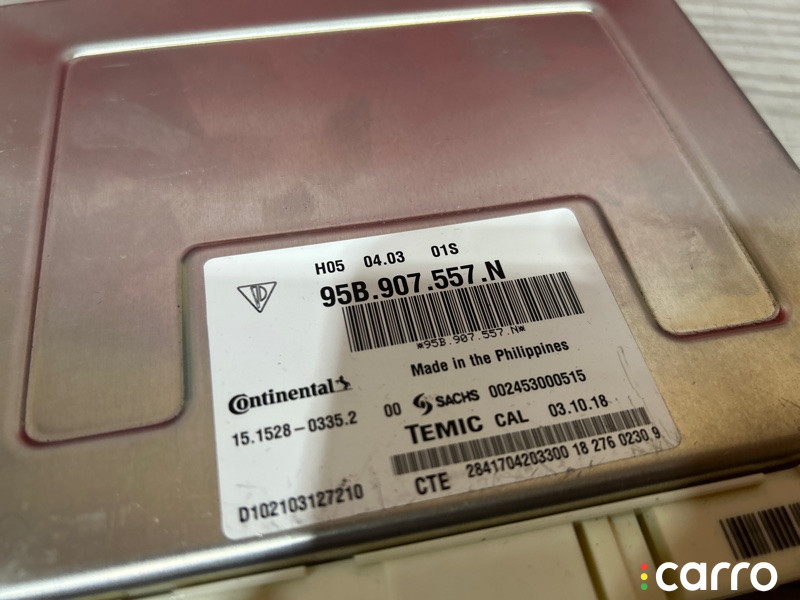 H05 04.03 01S
95B.907.557.N
*95B.907.557.N*
Made in the Philippines
Continental
SACHS 002453000515
15.1528-0335.2 00
TEMIC CAL 03.10.18
D102103127210
CTE 2841704203300 18 276 0230.9
carro